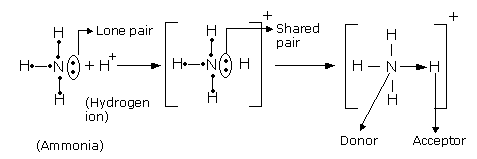 H Lone pair
H N + H+
H
(Hydrogen
ion)
(Ammonia)
+
H Shared
pair
H N H
H
+
H
H N H
H
Donor Acceptor